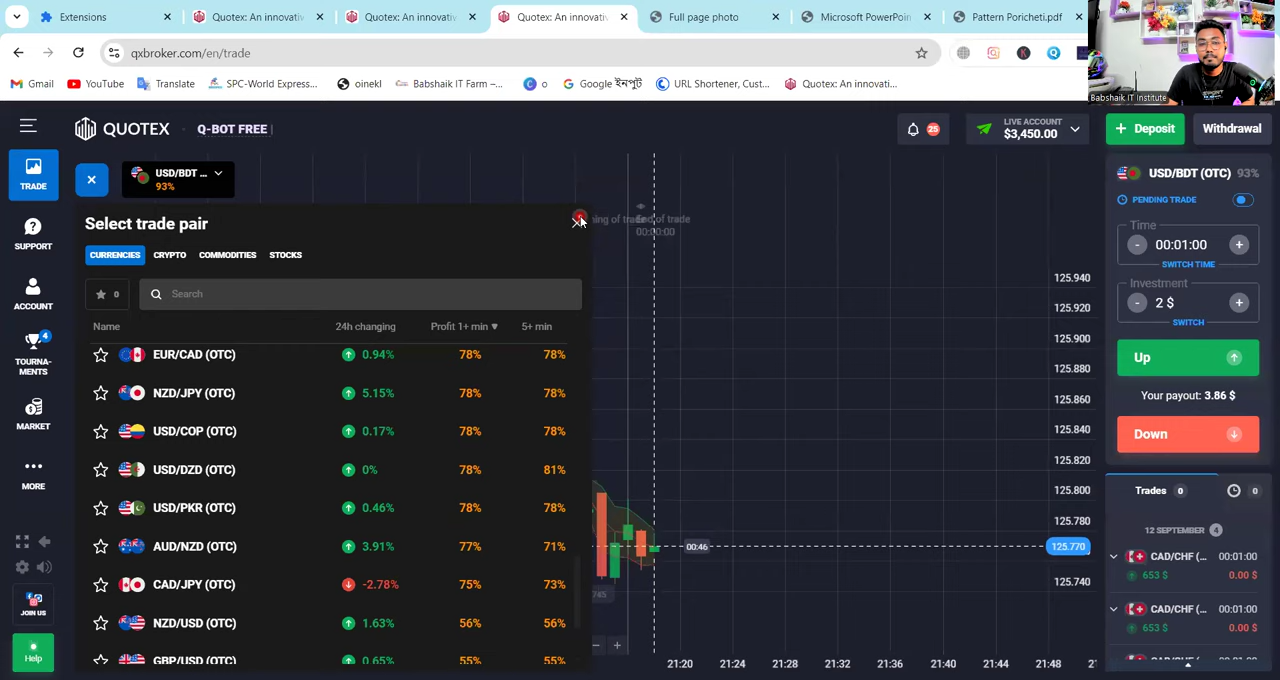 Extensions
Quotex: An innovativ
Quotex: An innovativ
Quotex: An innovativ
Full page photo
Microsoft PowerPoin
Pattern Poricheti.pdf
qxbroker.com/en/trade
Gmail
YouTube
Translate
SPC-World Express...
oinekl
Babshaik IT Farm –...
o
Google ইনপুট
URL Shortener, Cust...
Quotex: An innovati...
Babshaik IT Institute
QUOTEX
Q-BOT FREE
25
LIVE ACCOUNT
$3,450.00
+ Deposit
Withdrawal
TRADE
SUPPORT
ACCOUNT
4
TOURNA-
MENTS
MARKET
MORE
JOIN US
Help
USD/BDT ...
93%
Select trade pair
CURRENCIES CRYPTO COMMODITIES STOCKS
0
Search
Name 24h changing Profit 1+ min ▼ 5+ min
EUR/CAD (OTC) 0.94% 78% 78%
NZD/JPY (OTC) 5.15% 78% 78%
USD/COP (OTC) 0.17% 78% 78%
USD/DZD (OTC) 0% 78% 81%
USD/PKR (OTC) 0.46% 78% 78%
AUD/NZD (OTC) 3.91% 77% 71%
CAD/JPY (OTC) -2.78% 75% 73%
NZD/USD (OTC) 1.63% 56% 56%
GBP/USD (OTC) 0.65% 55% 55%
End of trade
00:00:00
00:46
125.940
125.920
125.900
125.880
125.860
125.840
125.820
125.800
125.780
125.770
125.740
21:20 21:24 21:28 21:32 21:36 21:40 21:44 21:48
USD/BDT (OTC) 93%
PENDING TRADE
Time
- 00:01:00 +
SWITCH TIME
Investment
- 2 $ +
SWITCH
Up
Your payout: 3.86 $
Down
Trades 0
0
12 SEPTEMBER 4
CAD/CHF (... 00:01:00
653 $ 0.00 $
CAD/CHF (... 00:01:00
653 $ 0.00 $